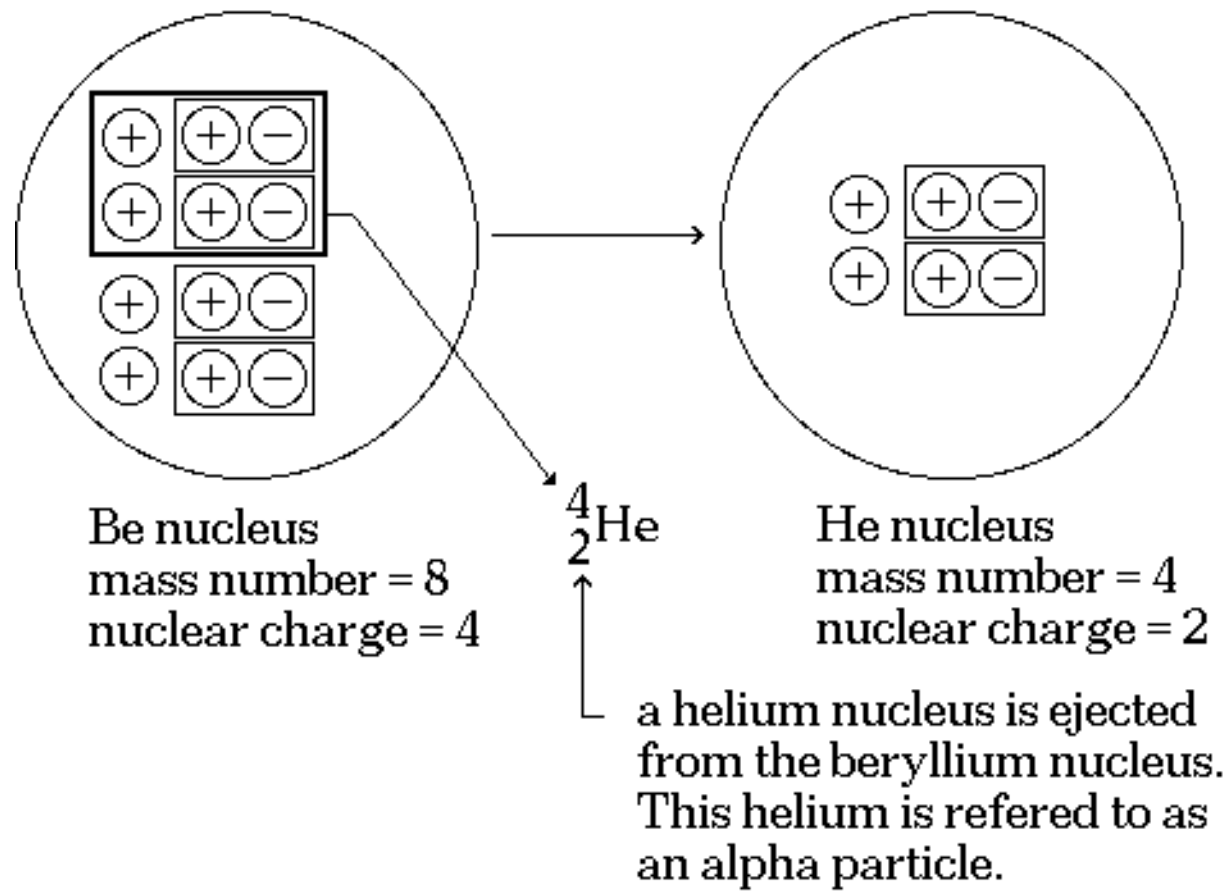 Be nucleus
mass number = 8
nuclear charge = 4
4
2He
He nucleus
mass number = 4
nuclear charge = 2
a helium nucleus is ejected
from the beryllium nucleus.
This helium is refered to as
an alpha particle.